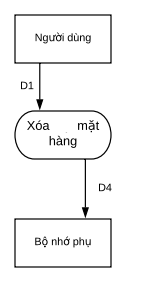 Người dùng
D1
Xóa mặt
hàng
D4
Bộ nhớ phụ